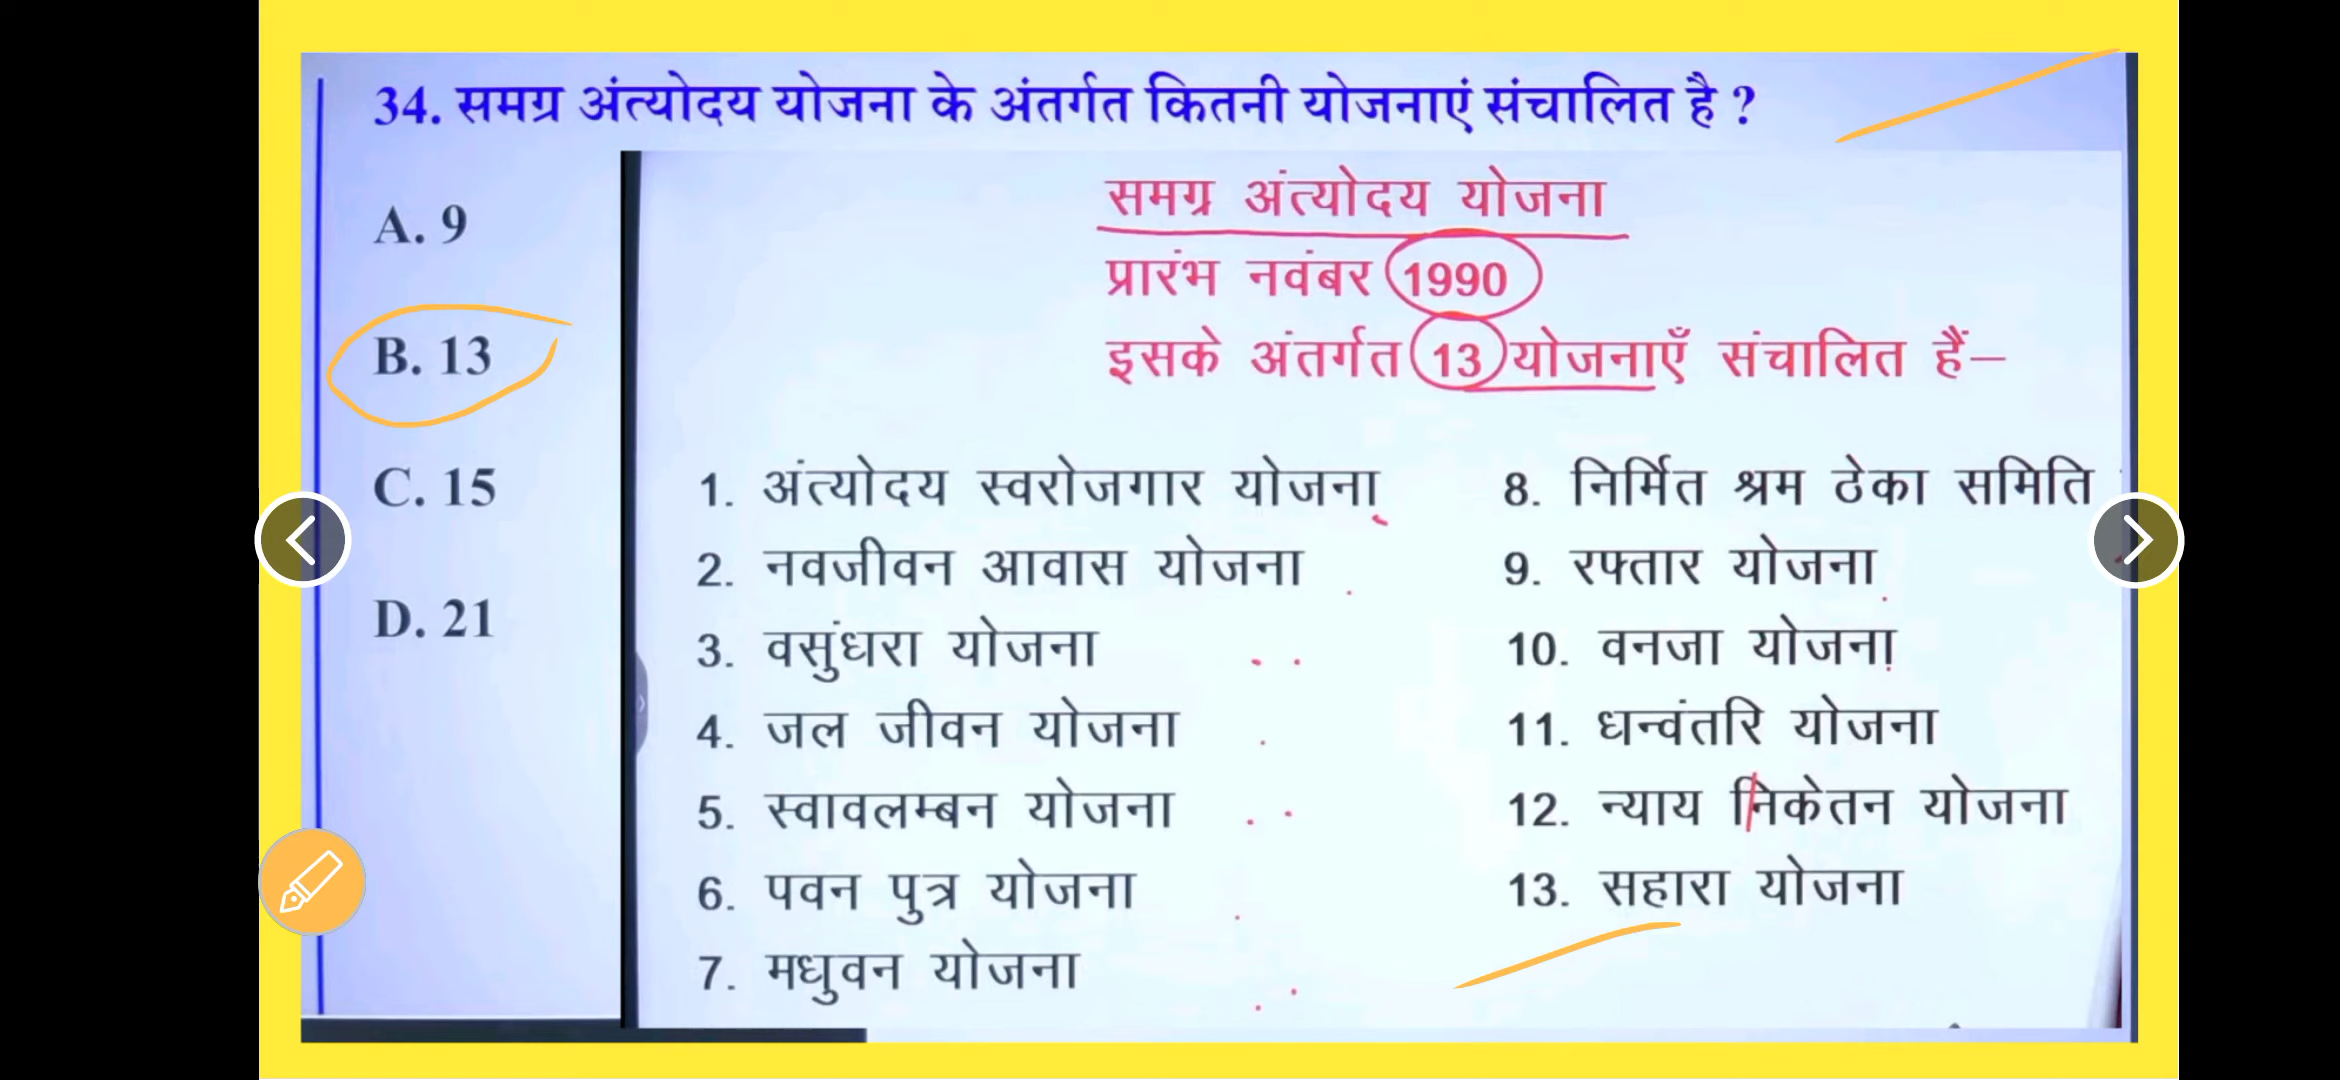 34. समग्र अंत्योदय योजना के अंतर्गत कितनी योजनाएं संचालित है ?
A. 9
B. 13
C. 15
D. 21
समग्र अंत्योदय योजना
प्रारंभ नवंबर 1990
इसके अंतर्गत 13 योजनाएँ संचालित हैं–
1. अंत्योदय स्वरोजगार योजना
2. नवजीवन आवास योजना
3. वसुंधरा योजना
4. जल जीवन योजना
5. स्वावलम्बन योजना
6. पवन पुत्र योजना
7. मधुवन योजना
8. निर्मित श्रम ठेका समिति
9. रफ्तार योजना
10. वनजा योजना
11. धन्वंतरि योजना
12. न्याय निकेतन योजना
13. सहारा योजना